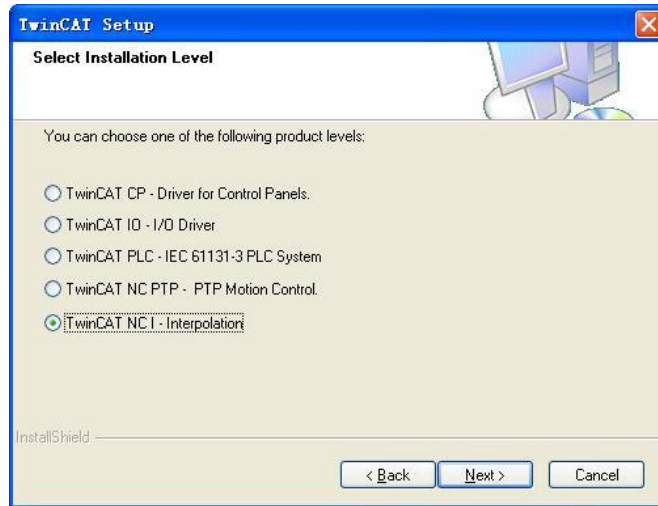 TwinCAT Setup
Select Installation Level
You can choose one of the following product levels:
TwinCAT CP - Driver for Control Panels.
TwinCAT IO - I/O Driver
TwinCAT PLC - IEC 61131-3 PLC System
TwinCAT NC PTP - PTP Motion Control.
TwinCAT NC I - Interpolation
InstallShield
< Back Next > Cancel